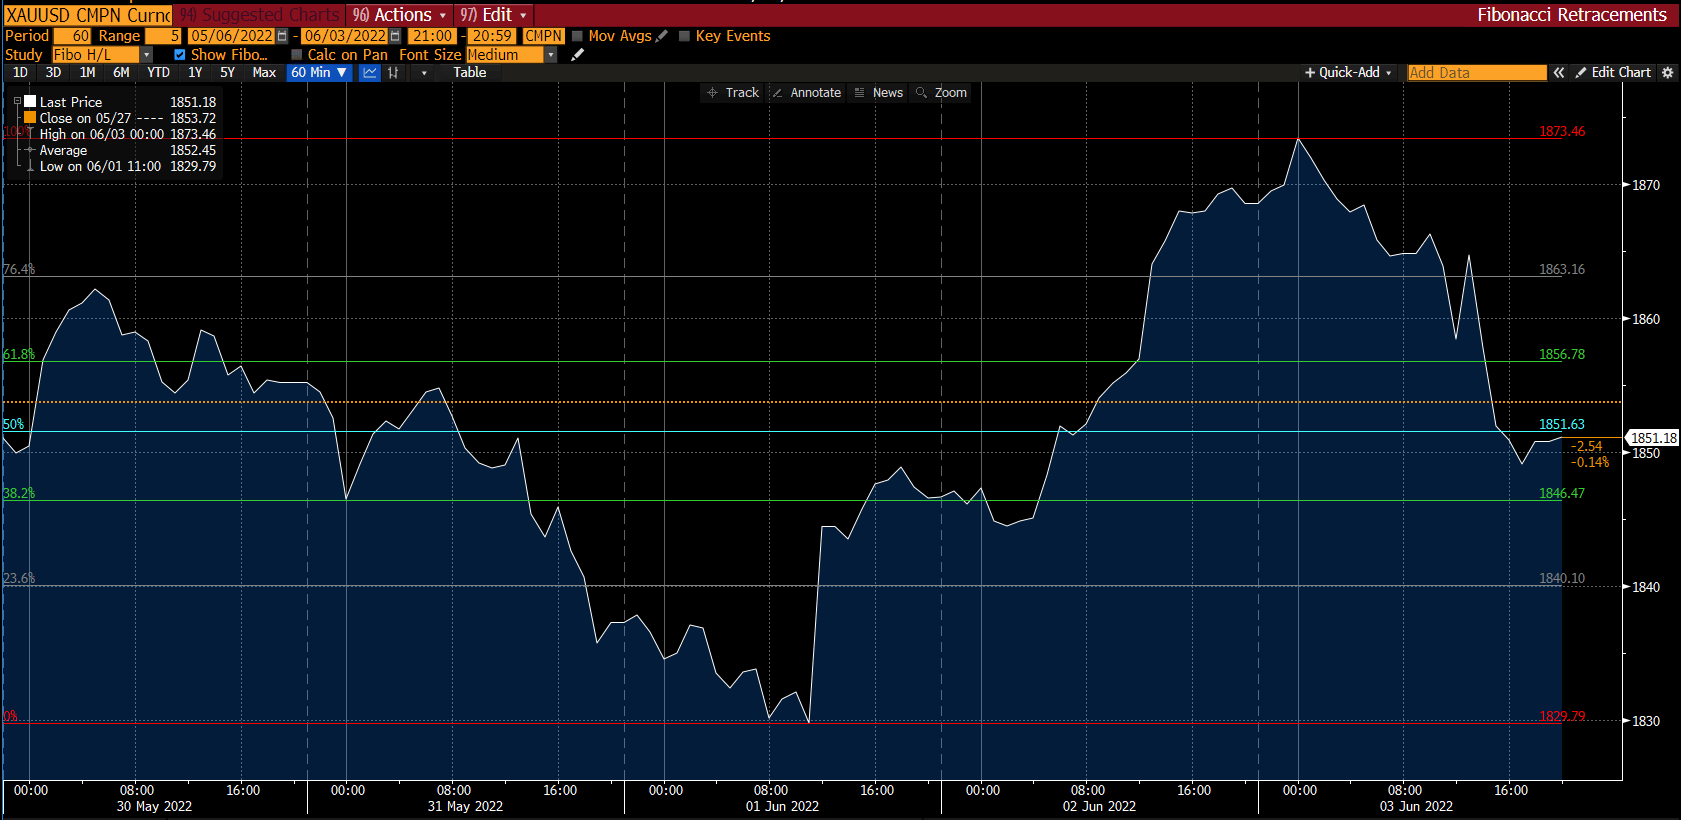 XAUUSD CMPN Curnc 94) Suggested Charts 96) Actions 97) Edit Fibonacci Retracements
Period 60 Range 5 05/06/2022 - 06/03/2022 21:00 - 20:59 CMPN Mov Avgs Key Events
Study Fibo H/L Show Fibo... Calc on Pan Font Size Medium
1D 3D 1M 6M YTD 1Y 5Y Max 60 Min ▼ Table + Quick-Add Add Data « Edit Chart
Track Annotate News Zoom
Last Price 1851.18
Close on 05/27 ---- 1853.72
High on 06/03 00:00 1873.46
Average 1852.45
Low on 06/01 11:00 1829.79
100% 1873.46
1870
76.4% 1863.16
1860
61.8% 1856.78
50% 1851.63
1851.18
-2.54
1850
-0.14%
38.2% 1846.47
23.6% 1840.10
1840
0% 1829.79
1830
00:00 08:00 16:00 00:00 08:00 16:00 00:00 08:00 16:00 00:00 08:00 16:00 00:00 08:00 16:00
30 May 2022 31 May 2022 01 Jun 2022 02 Jun 2022 03 Jun 2022